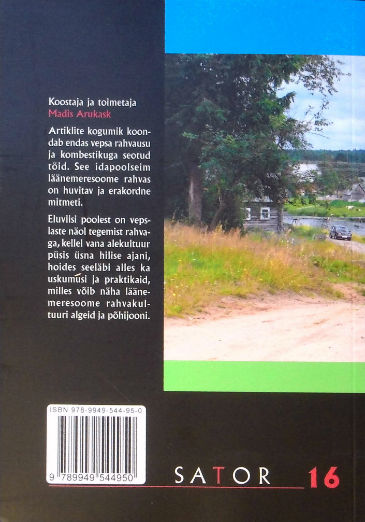 Koostaja ja toimetaja
Madis Arukask
Artiklite kogumik koon-
dab endas vepsa rahvausu
ja kombestikuga seotud
töid. See idapoolseim
läänemeresoome rahvas
on huvitav ja erakordne
mitmeti.
Eluviisi poolest on veps-
laste näol tegemist rahva-
ga, kellel vana alekultuur
püsis üsna hilise ajani,
hoides seeläbi alles ka
uskumusi ja praktikaid,
milles võib näha lääne-
meresoome rahvakul-
tuuri algeid ja põhijooni.
ISBN 978-9949-544-95-0
9 789949 544950
SATOR 16